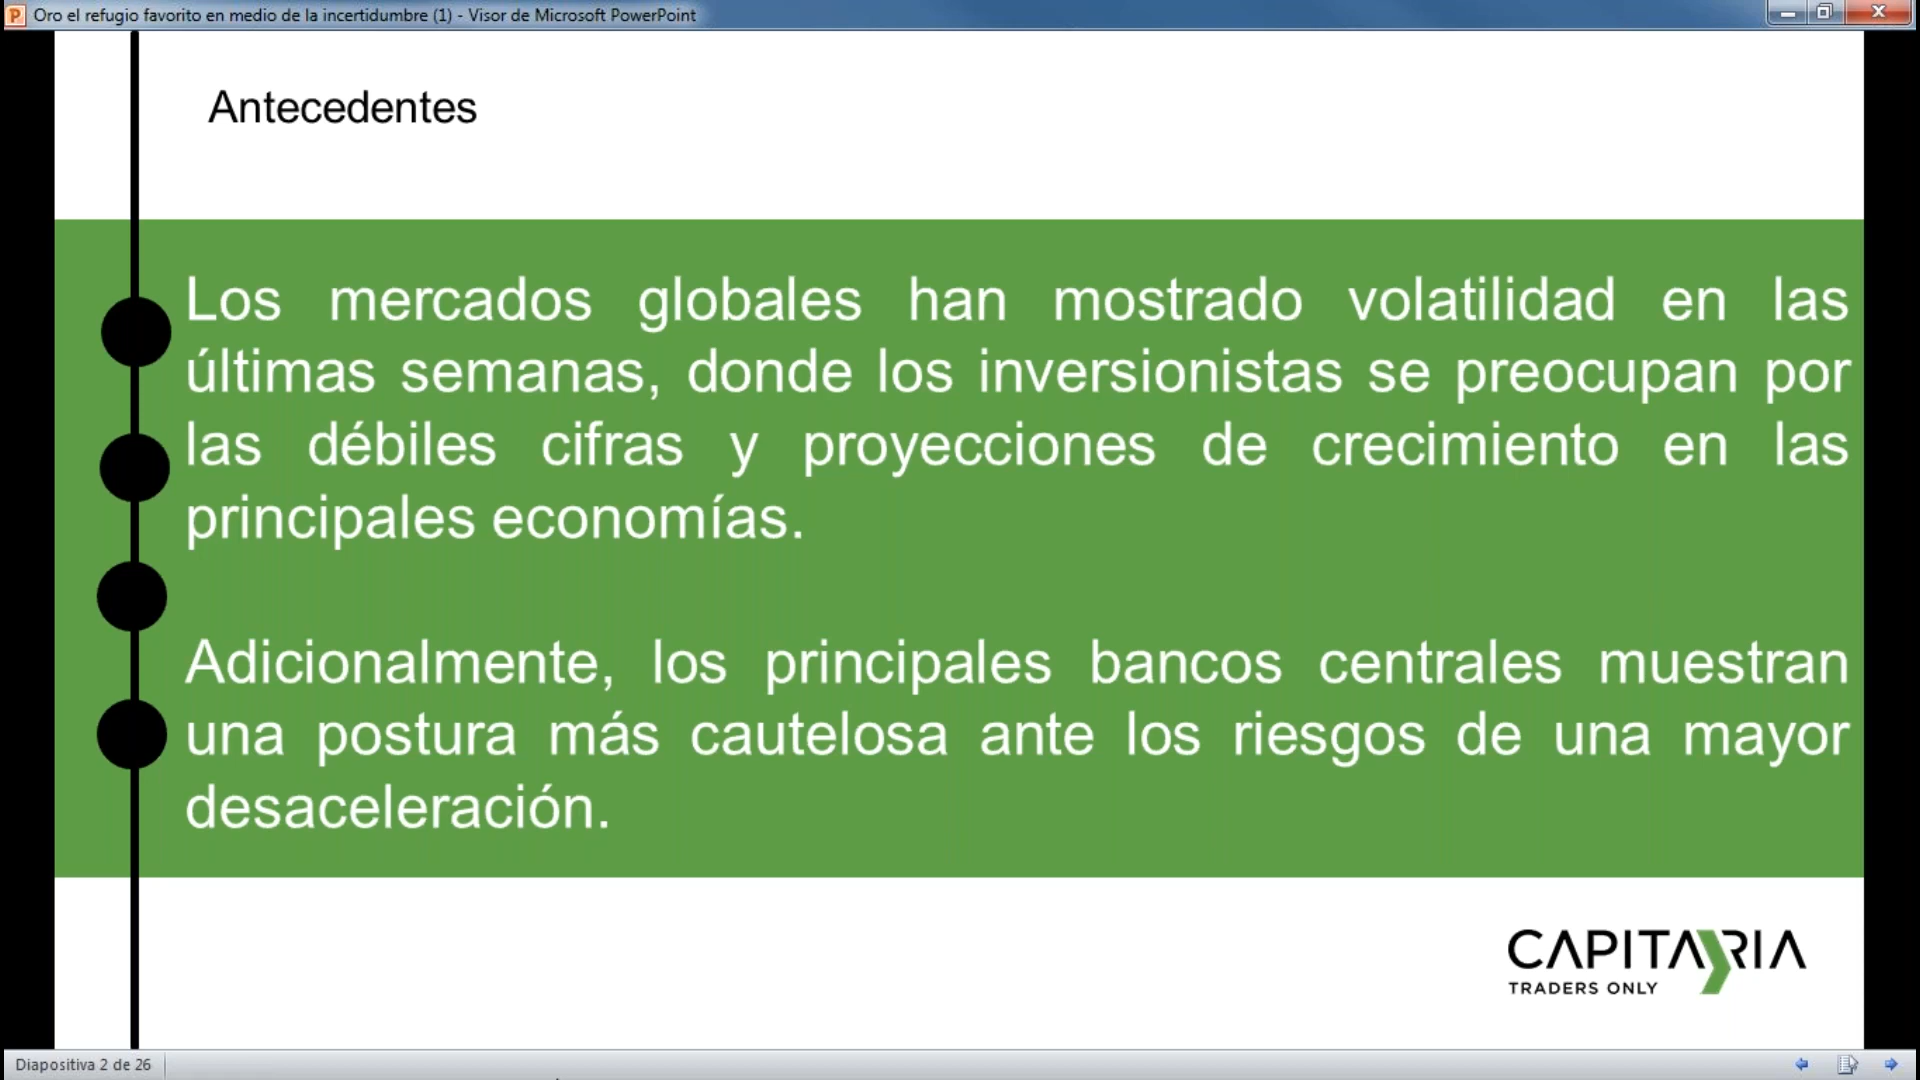 Oro el refugio favorito en medio de la incertidumbre (1) - Visor de Microsoft PowerPoint
Antecedentes
Los mercados globales han mostrado volatilidad en las
últimas semanas, donde los inversionistas se preocupan por
las débiles cifras y proyecciones de crecimiento en las
principales economías.
Adicionalmente, los principales bancos centrales muestran
una postura más cautelosa ante los riesgos de una mayor
desaceleración.
CAPITARIA
TRADERS ONLY
Diapositiva 2 de 26